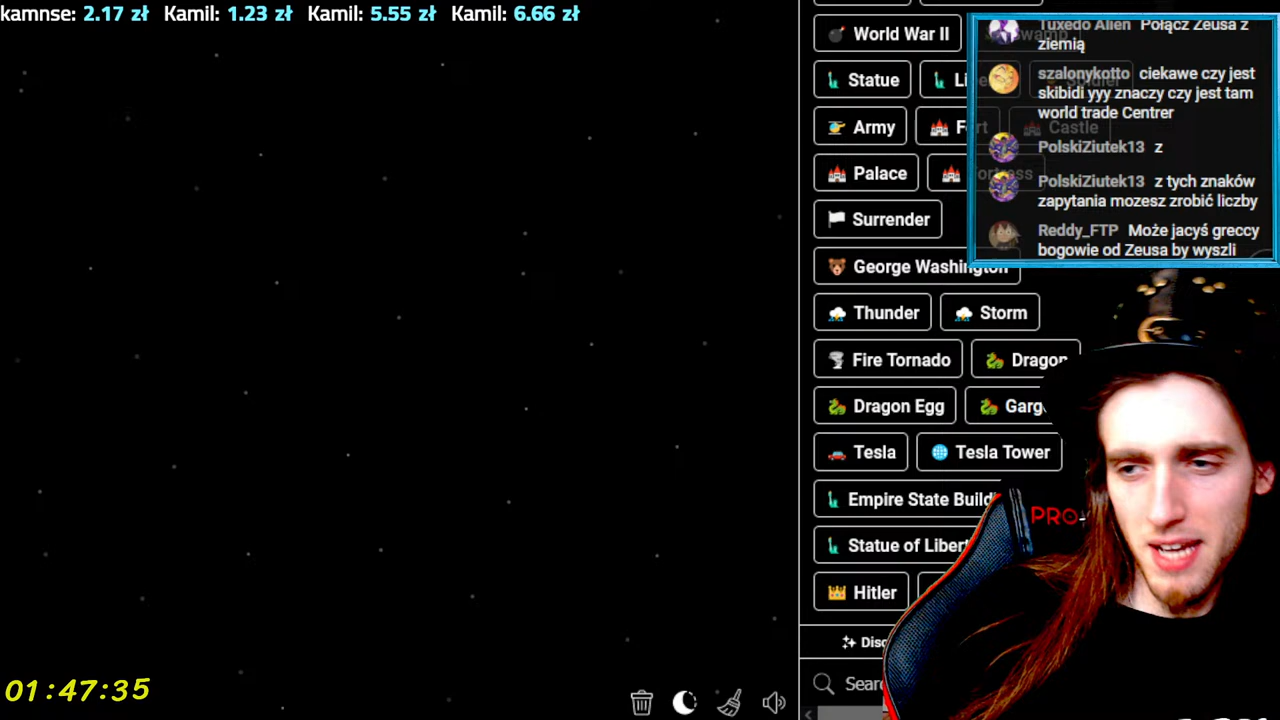 kamnse: 2.17 zł Kamil: 1.23 zł Kamil: 5.55 zł Kamil: 6.66 zł
World War II
Statue
Army
Palace
Surrender
George Washington
Thunder Storm
Fire Tornado Dragon
Dragon Egg
Tesla Tesla Tower
Empire State Build
Statue of Libert
Hitler
Tuxedo Alien Połącz Zeusa z
ziemią
szalonykotto ciekawe czy jest
skibidi yyy znaczy czy jest tam
world trade Centrer
PolskiZiutek13 z
PolskiZiutek13 z tych znaków
zapytania mozesz zrobić liczby
Reddy_FTP Może jacyś greccy
bogowie od Zeusa by wyszli
Castle
PRO-
01:47:35